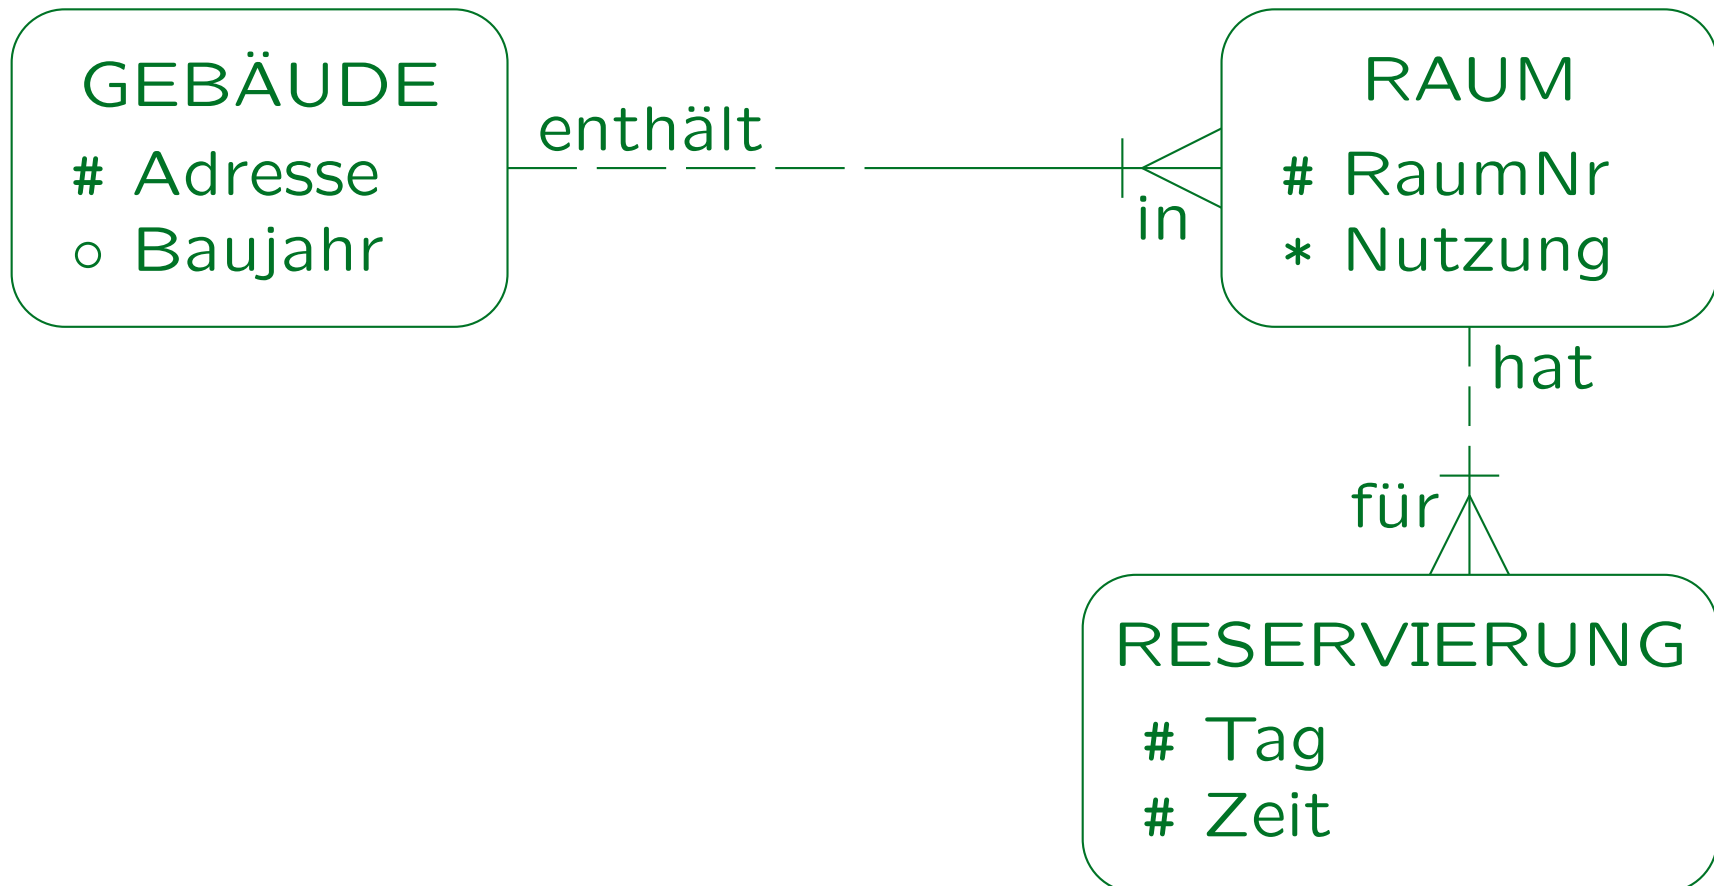 GEBÄUDE
# Adresse
○ Baujahr
enthält
in
RAUM
# RaumNr
* Nutzung
hat
für
RESERVIERUNG
# Tag
# Zeit